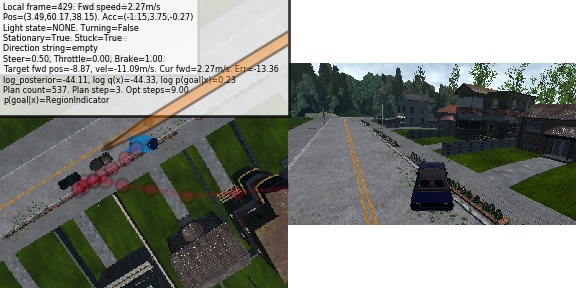 Local frame=429. Fwd speed=2.27m/s
Pos=(3.49,60.17,38.15). Acc=(-1.15,3.75,-0.27)
Light state=NONE. Turning=False
Stationary=True. Stuck=True
Direction string=empty
Steer=0.50, Throttle=0.00, Brake=1.00
Target fwd pos=-8.87, vel=-11.09m/s. Cur fwd=2.27m/s. Err=-13.36
log_posterior=-44.11, log q(x)=-44.33, log p(goal|x)=0.23
Plan count=537. Plan step=3. Opt steps=9.00
p(goal|x)=RegionIndicator